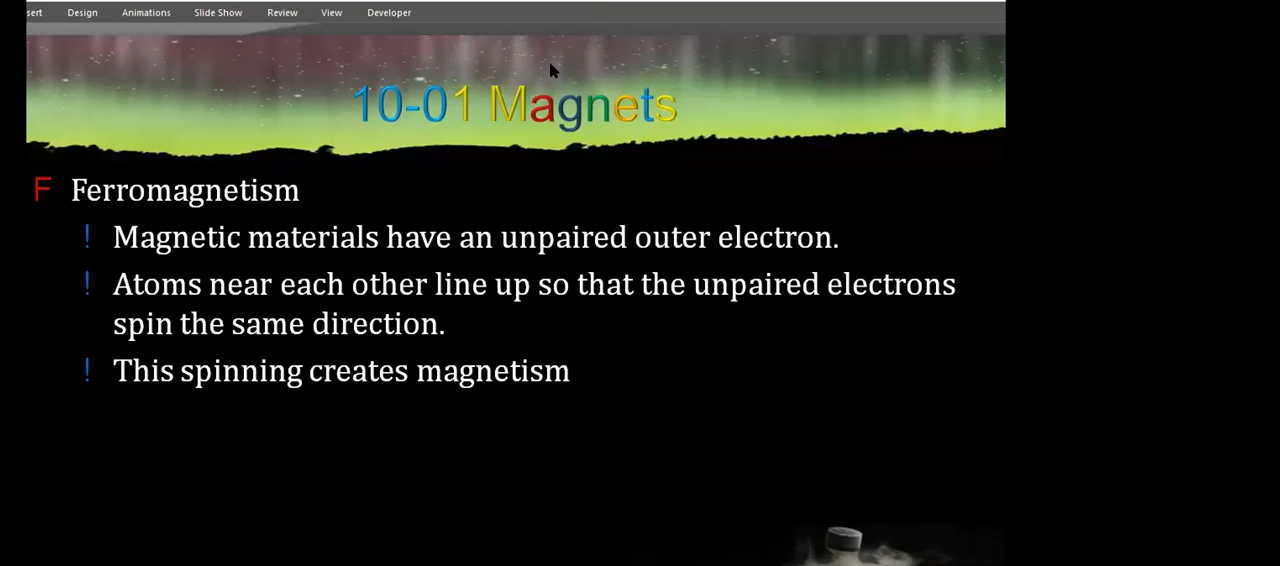 Design Animations Slide Show Review View Developer
10-01 Magnets
F Ferromagnetism
! Magnetic materials have an unpaired outer electron.
! Atoms near each other line up so that the unpaired electrons
spin the same direction.
! This spinning creates magnetism